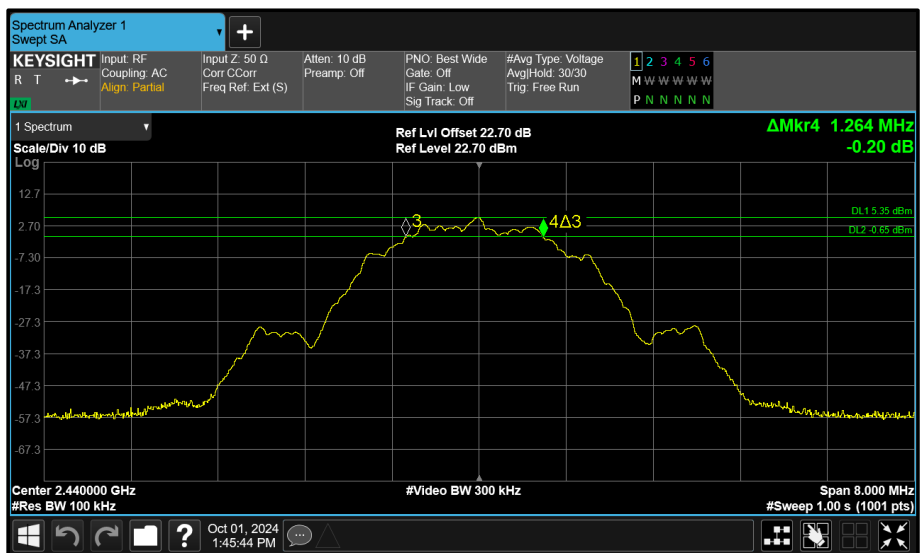 Spectrum Analyzer 1
Swept SA
+
KEYSIGHT
R T
LXI
Input: RF
Coupling: AC
Align: Partial
Input Z: 50 Ω
Corr CCorr
Freq Ref: Ext (S)
Atten: 10 dB
Preamp: Off
PNO: Best Wide
Gate: Off
IF Gain: Low
Sig Track: Off
#Avg Type: Voltage
Avg|Hold: 30/30
Trig: Free Run
1 2 3 4 5 6
M W W W W W
P N N N N N
1 Spectrum
Scale/Div 10 dB
Log
Ref Lvl Offset 22.70 dB
Ref Level 22.70 dBm
ΔMkr4 1.264 MHz
-0.20 dB
12.7
2.70
-7.30
-17.3
-27.3
-37.3
-47.3
-57.3
-67.3
3
4Δ3
DL1 5.35 dBm
DL2 -0.65 dBm
Center 2.440000 GHz
#Res BW 100 kHz
#Video BW 300 kHz
Span 8.000 MHz
#Sweep 1.00 s (1001 pts)
?
Oct 01, 2024
1:45:44 PM